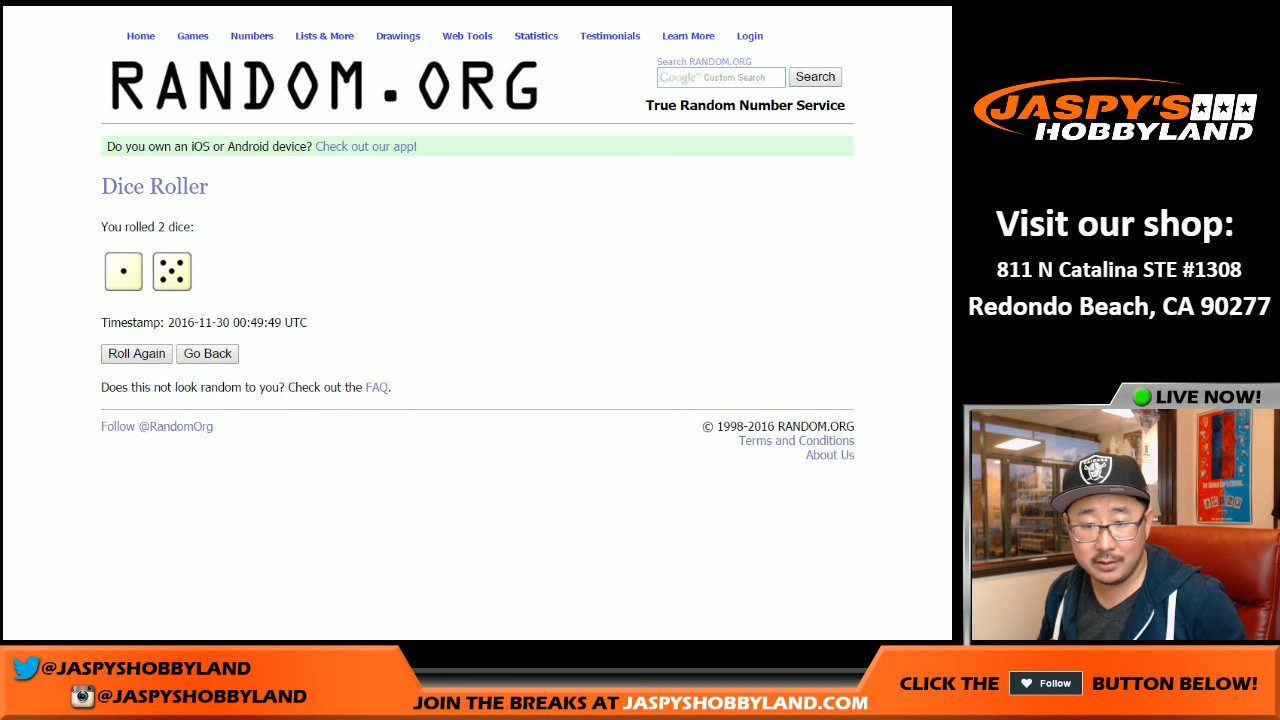 Home Games Numbers Lists & More Drawings Web Tools Statistics Testimonials Learn More Login
RANDOM.ORG
Search RANDOM.ORG
Google™ Custom Search Search
True Random Number Service
Do you own an iOS or Android device? Check out our app!
Dice Roller
You rolled 2 dice:
Timestamp: 2016-11-30 00:49:49 UTC
Roll Again Go Back
Does this not look random to you? Check out the FAQ.
Follow @RandomOrg
© 1998-2016 RANDOM.ORG
Terms and Conditions
About Us
JASPY'S
HOBBYLAND
Visit our shop:
811 N Catalina STE #1308
Redondo Beach, CA 90277
LIVE NOW!
RAIDERS
@JASPYSHOBBYLAND
@JASPYSHOBBYLAND
JOIN THE BREAKS AT JASPYSHOBBYLAND.COM
CLICK THE Follow BUTTON BELOW!